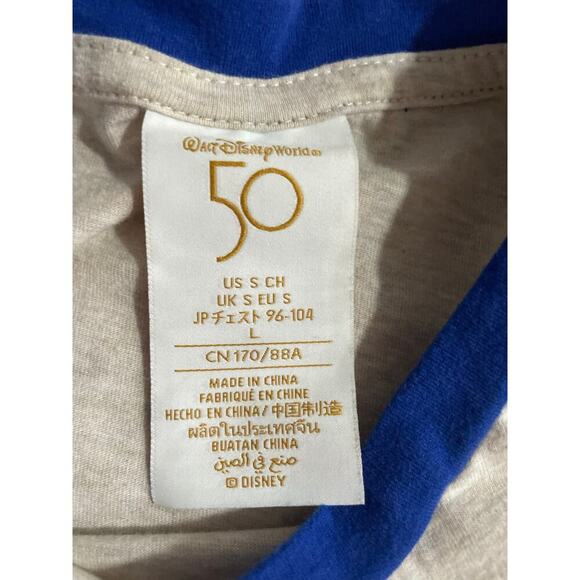 Walt Disney World®
50
US S CH
UK S EU S
JP チェスト 96-104
L
CN 170/88A
MADE IN CHINA
FABRIQUÉ EN CHINE
HECHO EN CHINA/ 中国制造
ผลิตในประเทศจีน
BUATAN CHINA
صنع في الصين
© DISNEY